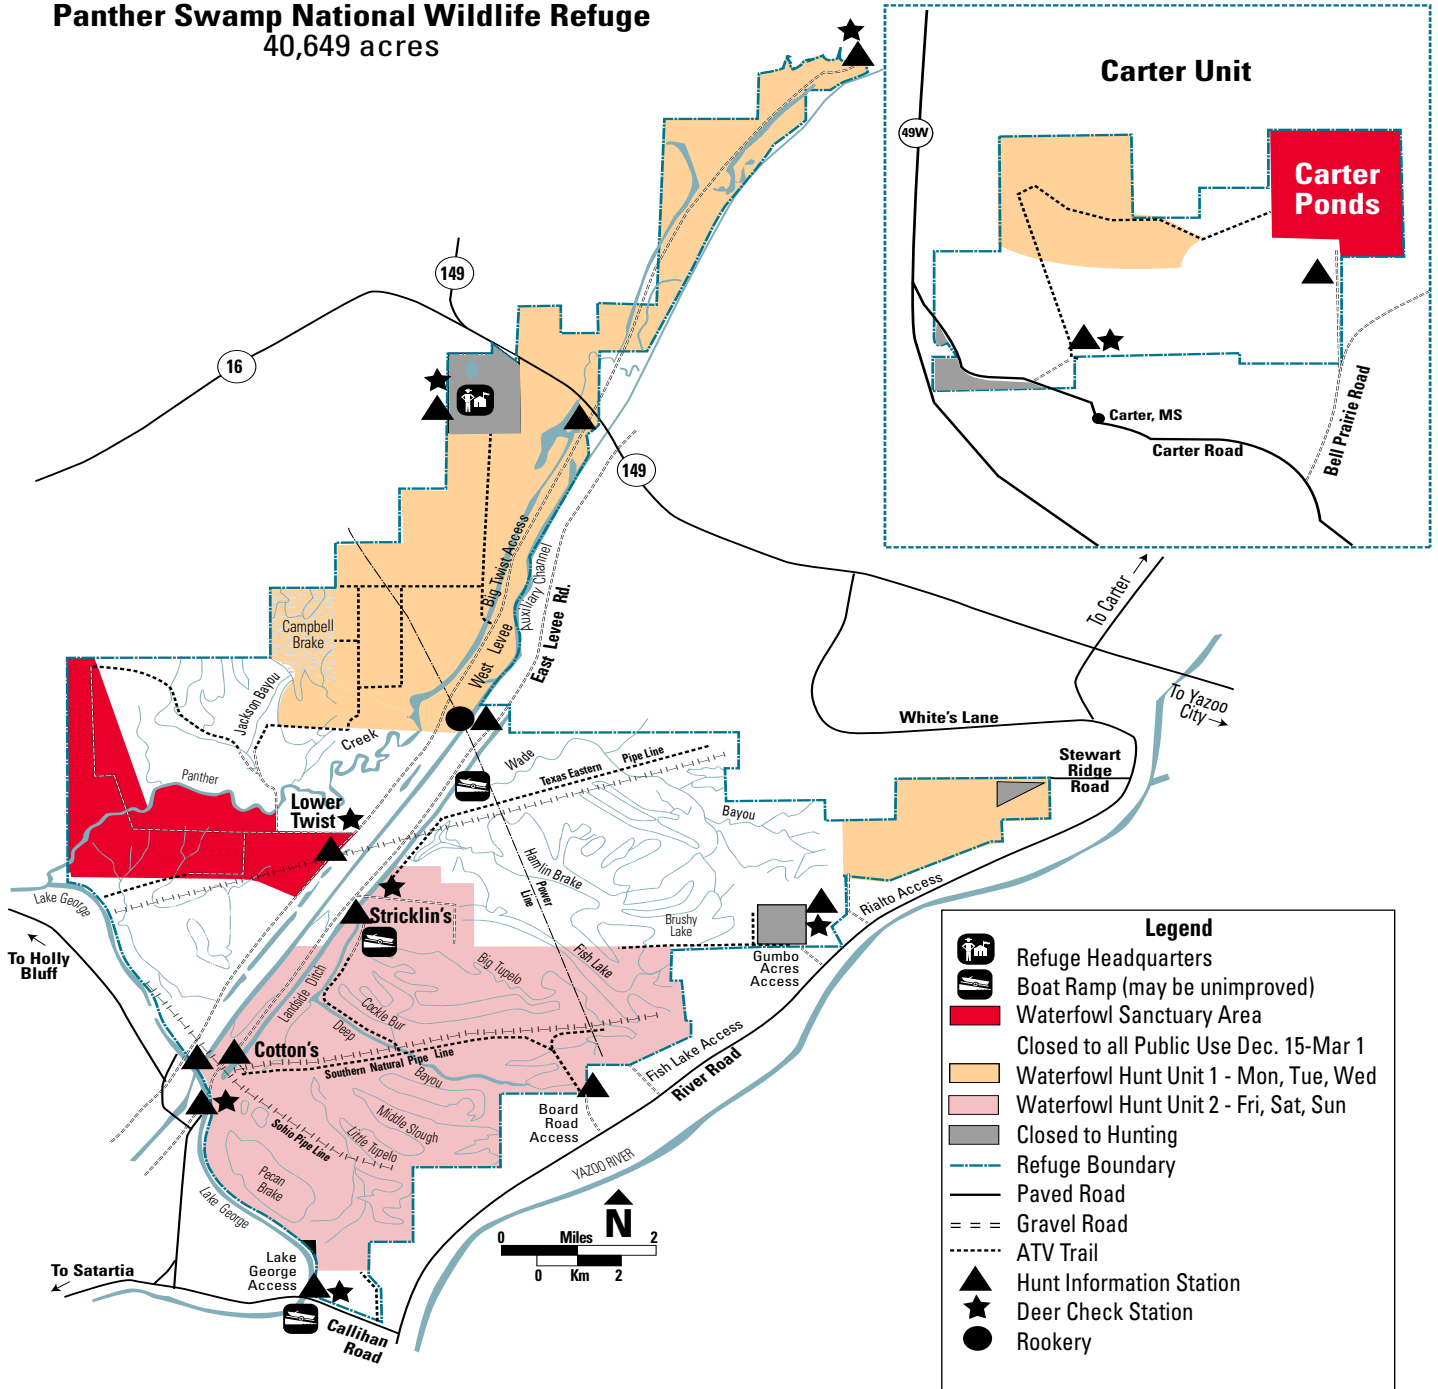 Panther Swamp National Wildlife Refuge
40,649 acres
Carter Unit
49W
Carter
Ponds
Carter, MS
Carter Road
Bell Prairie Road
149
16
149
Big Twist Access
Auxiliary Channel
West Levee
East Levee Rd.
Campbell
Brake
Jackson Bayou
Creek
Panther
Lower
Twist
Wade
Texas Eastern Pipe Line
Bayou
Hamlin Brake
Power
Line
To Carter
To Yazoo
City
White's Lane
Stewart
Ridge
Road
Rialto Access
Lake George
To Holly
Bluff
Stricklin's
Brushy
Lake
Gumbo
Acres
Access
Fish Lake
Big Tupelo
Landside Ditch
Cockle Bur
Deep
Bayou
Cotton's
Southern Natural Pipe Line
Fish Lake Access
River Road
Board
Road
Access
Middle Slough
Little Tupelo
Sohio Pipe Line
Pecan
Brake
Lake George
YAZOO RIVER
Lake
George
Access
To Satartia
Callihan
Road
N
0 Miles 2
0 Km 2
Legend
Refuge Headquarters
Boat Ramp (may be unimproved)
Waterfowl Sanctuary Area
Closed to all Public Use Dec. 15-Mar 1
Waterfowl Hunt Unit 1 - Mon, Tue, Wed
Waterfowl Hunt Unit 2 - Fri, Sat, Sun
Closed to Hunting
Refuge Boundary
Paved Road
Gravel Road
ATV Trail
Hunt Information Station
Deer Check Station
Rookery